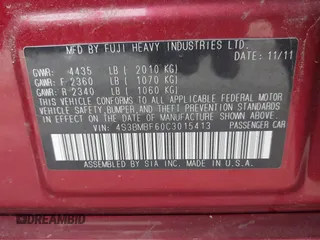 MFD BY FUJI HEAVY INDUSTRIES LTD.
DATE 11/11
GVWR: 4435 LB ( 2010 KG)
GAWR: F 2360 LB ( 1070 KG)
GAWR: R 2340 LB ( 1060 KG)
THIS VEHICLE CONFORMS TO ALL APPLICABLE FEDERAL MOTOR
VEHICLE SAFETY, BUMPER, AND THEFT PREVENTION STANDARDS
IN EFFECT ON THE DATE OF MANUFACTURE SHOWN ABOVE.
VIN: 4S3BMBF60C3015413 PASSENGER CAR
ASSEMBLED BY SIA INC. MADE IN U.S.A.
DREAMBID